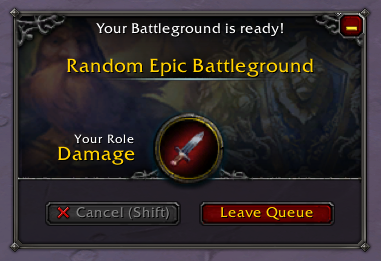 Your Battleground is ready!
Random Epic Battleground
Your Role
Damage
Cancel (Shift)
Leave Queue